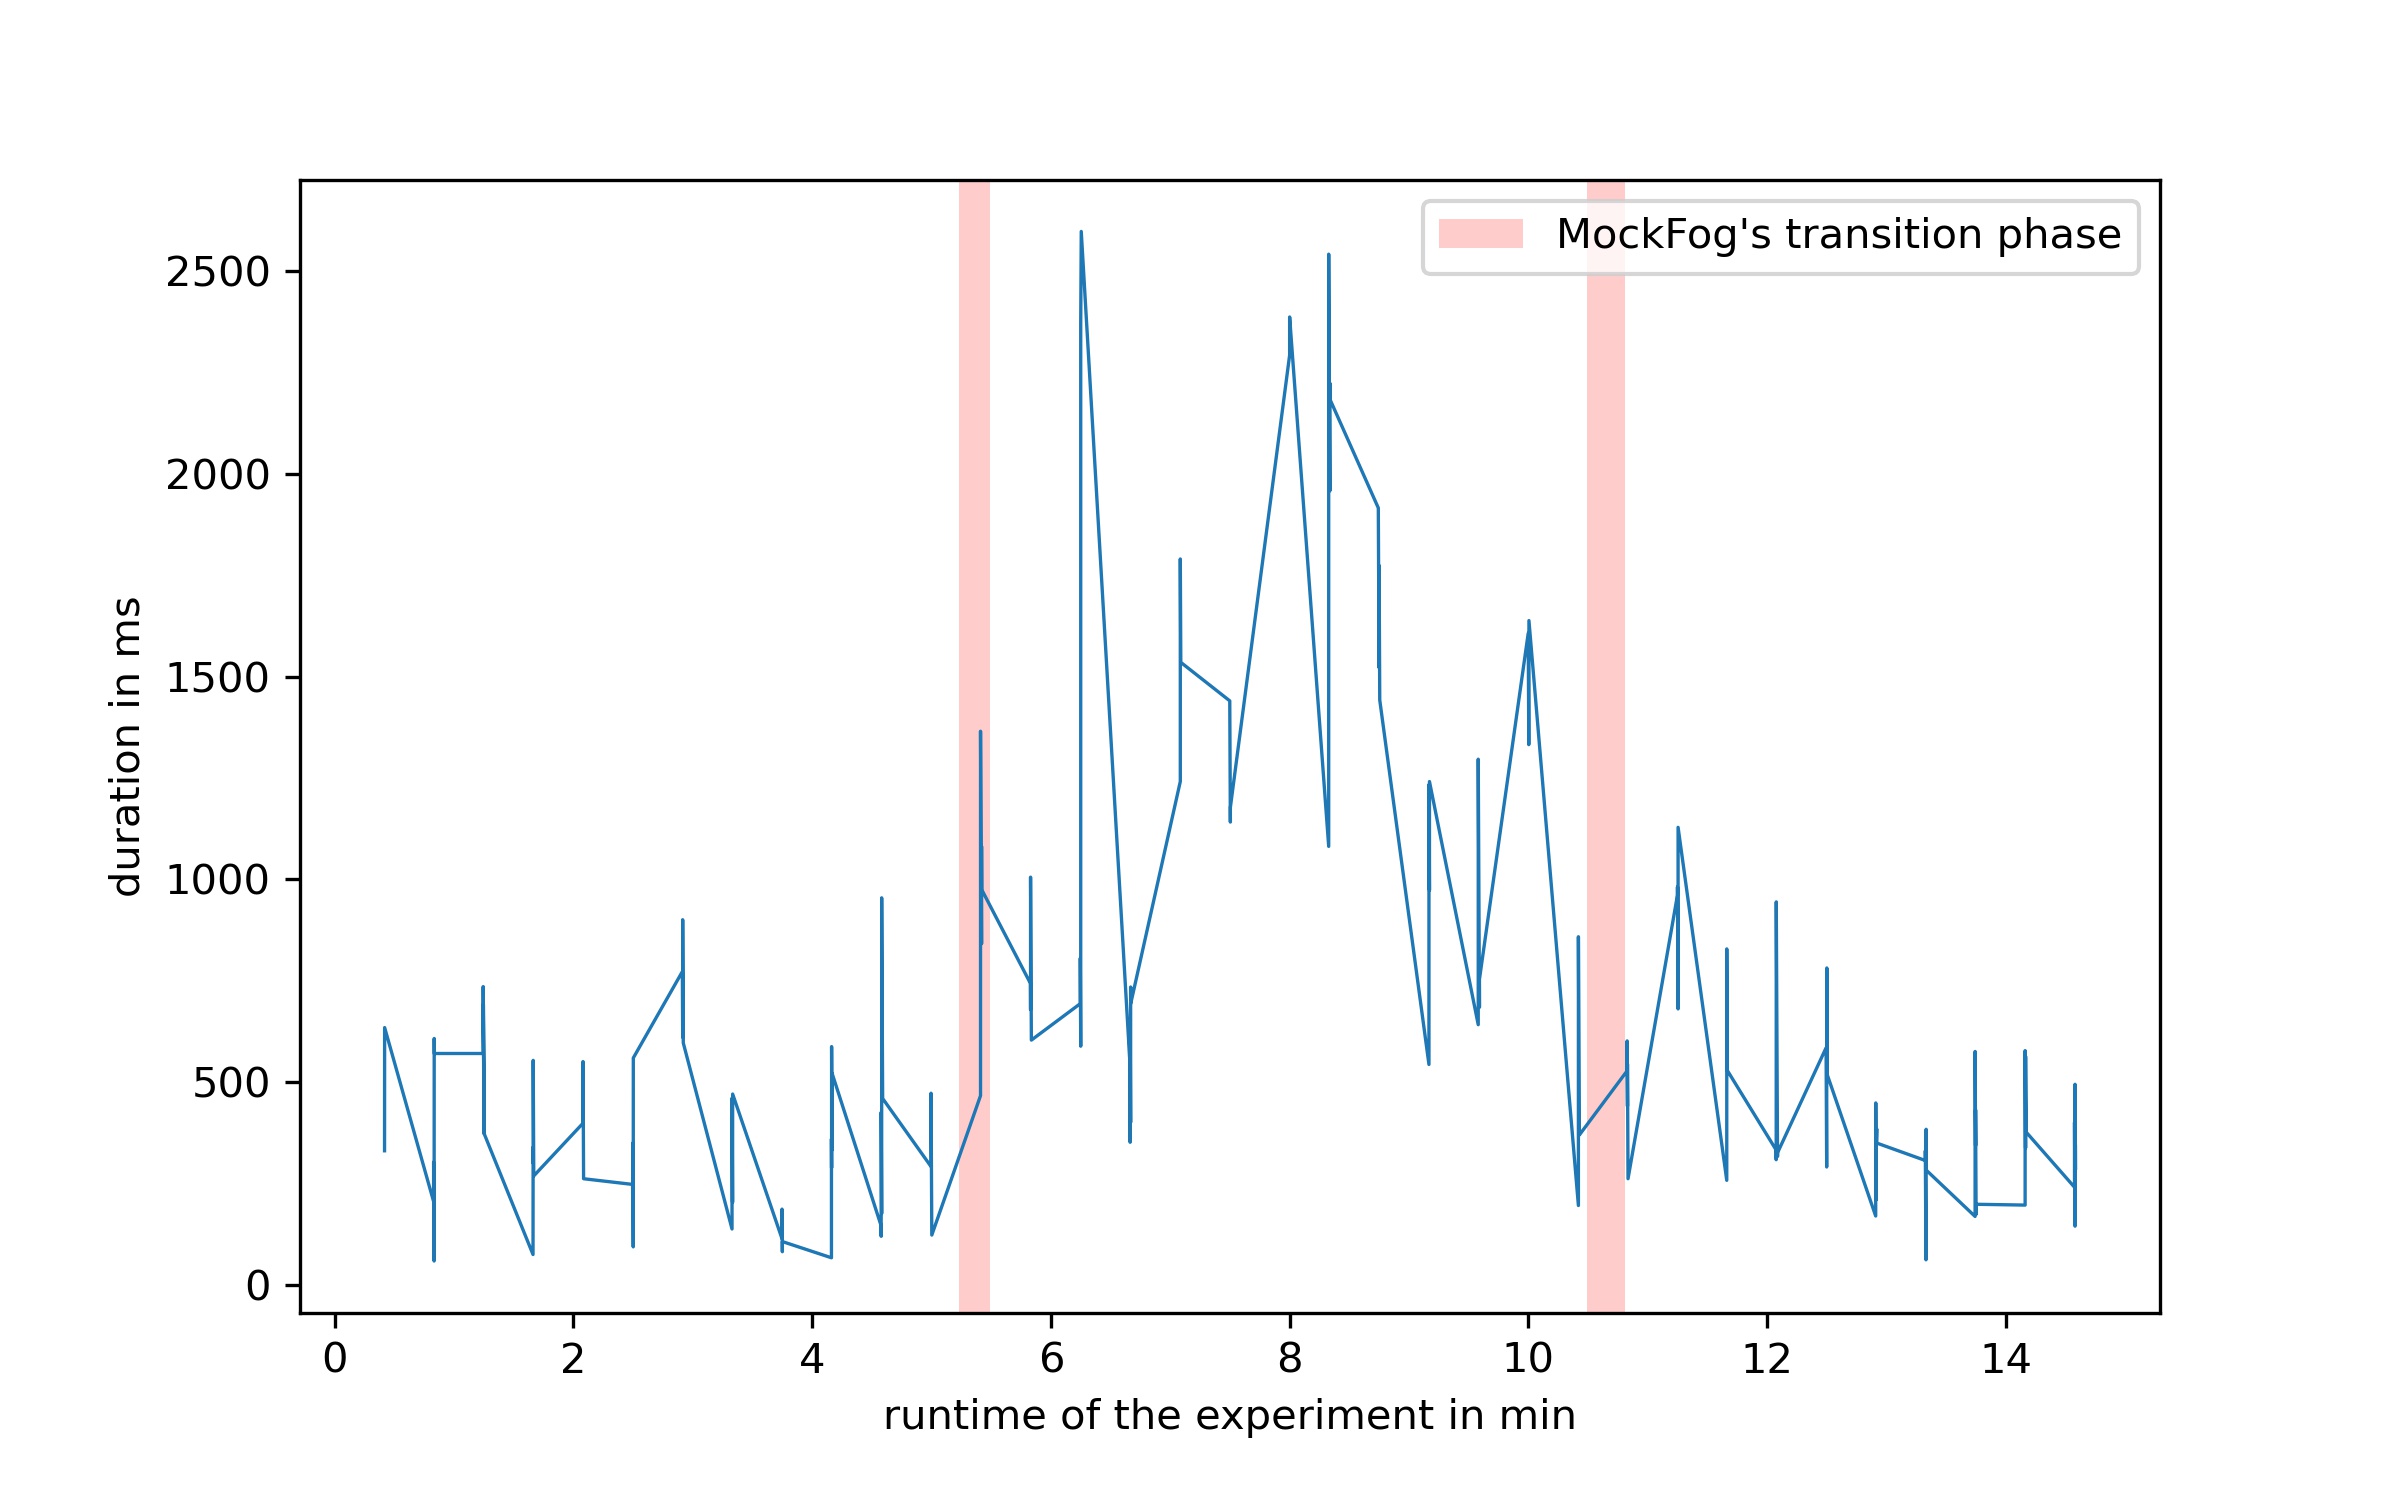 MockFog's transition phase
2500
2000
1500
1000
500
0
duration in ms
0 2 4 6 8 10 12 14
runtime of the experiment in min